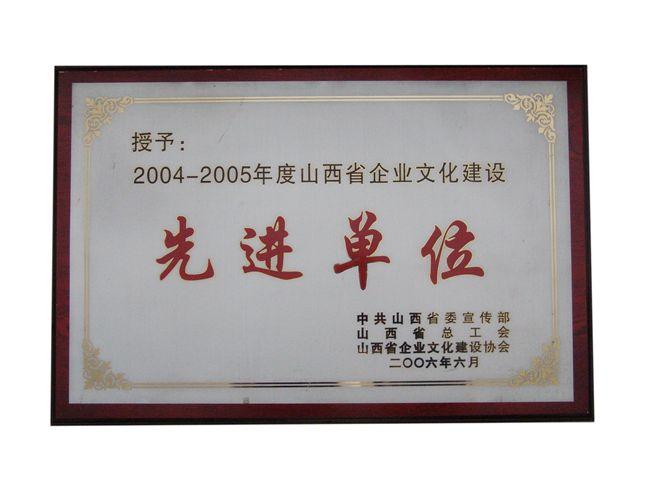 授予：
2004-2005年度山西省企业文化建设
先进单位
中共山西省委宣传部
山西省总工会
山西省企业文化建设协会
二〇〇六年六月